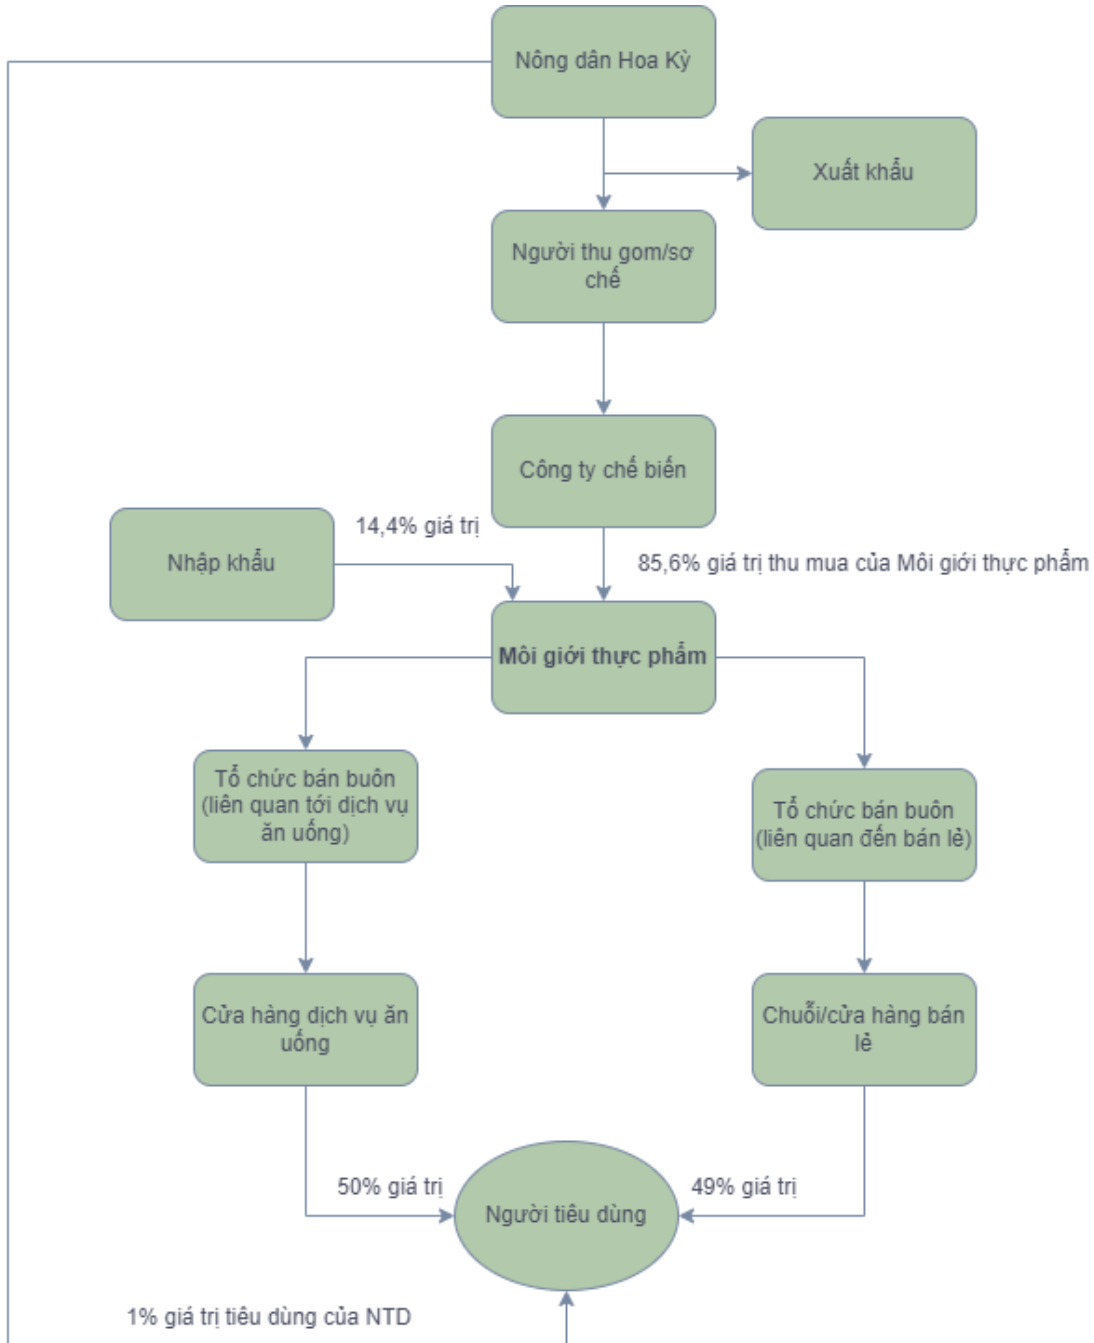 Nông dân Hoa Kỳ
Xuất khẩu
Người thu gom/sơ
chế
Công ty chế biến
14,4% giá trị
Nhập khẩu
85,6% giá trị thu mua của Môi giới thực phẩm
Môi giới thực phẩm
Tổ chức bán buôn
(liên quan tới dịch vụ
ăn uống)
Tổ chức bán buôn
(liên quan đến bán lẻ)
Cửa hàng dịch vụ ăn
uống
Chuỗi/cửa hàng bán
lẻ
50% giá trị
49% giá trị
Người tiêu dùng
1% giá trị tiêu dùng của NTD